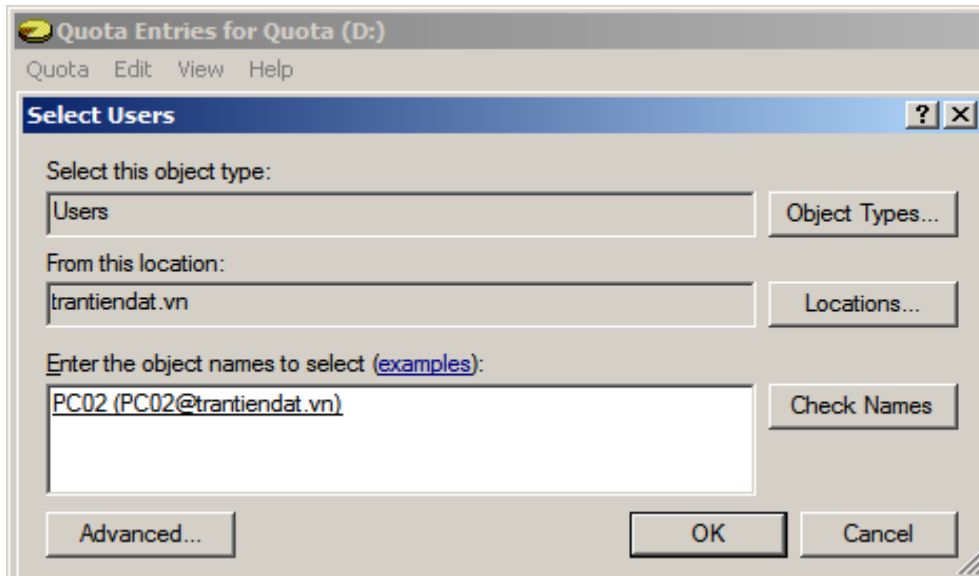 Quota Entries for Quota (D:)
Quota Edit View Help
Select Users
Select this object type:
Users
Object Types...
From this location:
trantiendat.vn
Locations...
Enter the object names to select (examples):
PC02 (PC02@trantiendat.vn)
Check Names
Advanced...
OK
Cancel